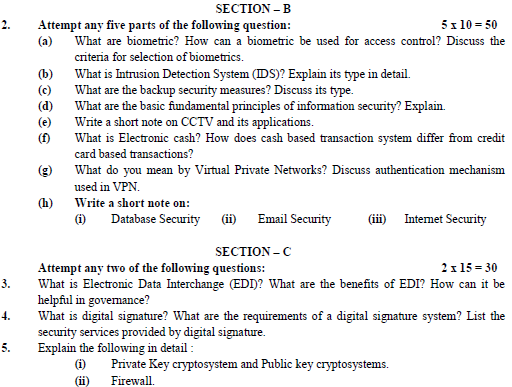 SECTION – B
2. Attempt any five parts of the following question: 5 x 10 = 50
(a) What are biometric? How can a biometric be used for access control? Discuss the
criteria for selection of biometrics.
(b) What is Intrusion Detection System (IDS)? Explain its type in detail.
(c) What are the backup security measures? Discuss its type.
(d) What are the basic fundamental principles of information security? Explain.
(e) Write a short note on CCTV and its applications.
(f) What is Electronic cash? How does cash based transaction system differ from credit
card based transactions?
(g) What do you mean by Virtual Private Networks? Discuss authentication mechanism
used in VPN.
(h) Write a short note on:
(i) Database Security (ii) Email Security (iii) Internet Security
SECTION – C
Attempt any two of the following questions: 2 x 15 = 30
3. What is Electronic Data Interchange (EDI)? What are the benefits of EDI? How can it be
helpful in governance?
4. What is digital signature? What are the requirements of a digital signature system? List the
security services provided by digital signature.
5. Explain the following in detail :
(i) Private Key cryptosystem and Public key cryptosystems.
(ii) Firewall.